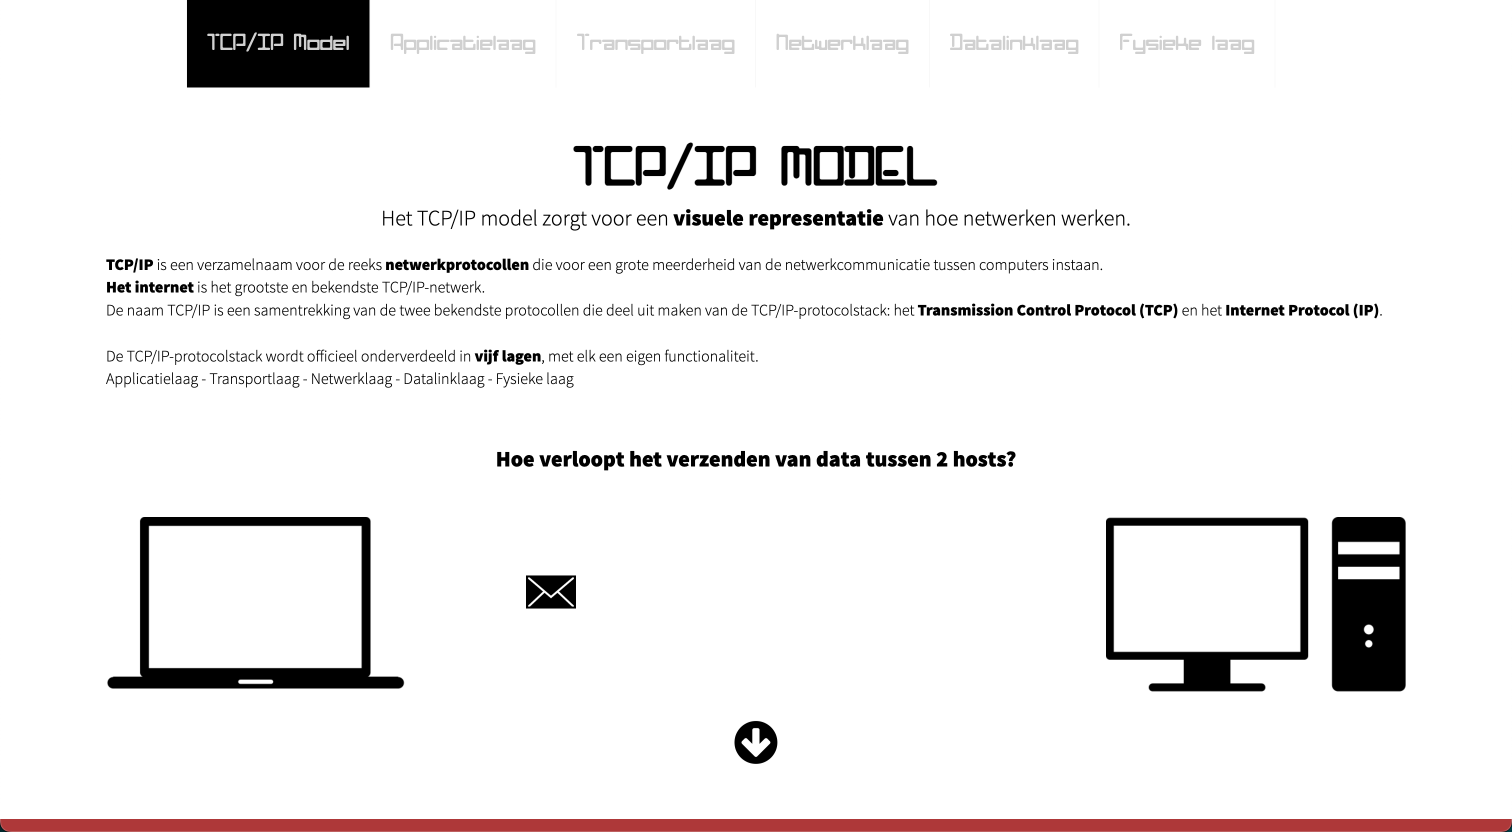 TCP/IP Model Applicatielaag Transportlaag Netwerklaag Datalinklaag Fysieke laag
TCP/IP MODEL
Het TCP/IP model zorgt voor een visuele representatie van hoe netwerken werken.
TCP/IP is een verzamelnaam voor de reeks netwerkprotocollen die voor een grote meerderheid van de netwerkcommunicatie tussen computers instaan.
Het internet is het grootste en bekendste TCP/IP-netwerk.
De naam TCP/IP is een samentrekking van de twee bekendste protocollen die deel uit maken van de TCP/IP-protocolstack: het Transmission Control Protocol (TCP) en het Internet Protocol (IP).
De TCP/IP-protocolstack wordt officieel onderverdeeld in vijf lagen, met elk een eigen functionaliteit.
Applicatielaag - Transportlaag - Netwerklaag - Datalinklaag - Fysieke laag
Hoe verloopt het verzenden van data tussen 2 hosts?